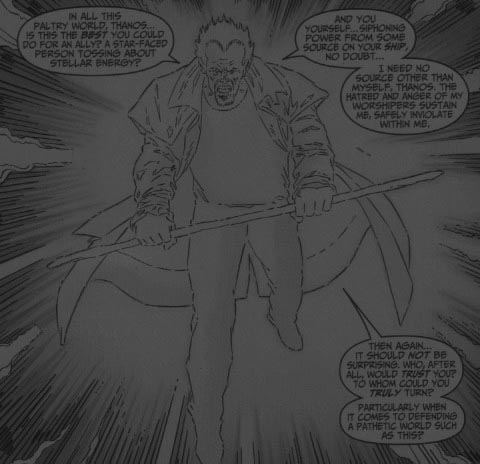 IN ALL THIS
PALTRY WORLD, THANOS...
IS THIS THE BEST YOU COULD
DO FOR AN ALLY? A STAR-FACED
PERSON TOSSING ABOUT
STELLAR ENERGY?
AND YOU
YOURSELF...SIPHONING
POWER FROM SOME
SOURCE ON YOUR SHIP,
NO DOUBT...
I NEED NO
SOURCE OTHER THAN
MYSELF, THANOS. THE
HATRED AND ANGER OF MY
WORSHIPERS SUSTAIN
ME, SAFELY INVIOLATE
WITHIN ME.
THEN AGAIN...
IT SHOULD NOT BE
SURPRISING. WHO, AFTER
ALL, WOULD TRUST YOU?
TO WHOM COULD YOU
TRULY TURN?
PARTICULARLY WHEN
IT COMES TO DEFENDING
A PATHETIC WORLD SUCH
AS THIS?